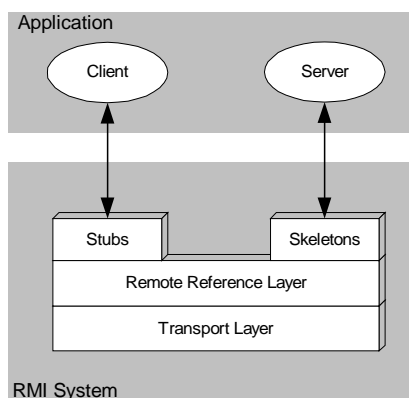 Application
Client
Server
Stubs
Skeletons
Remote Reference Layer
Transport Layer
RMI System